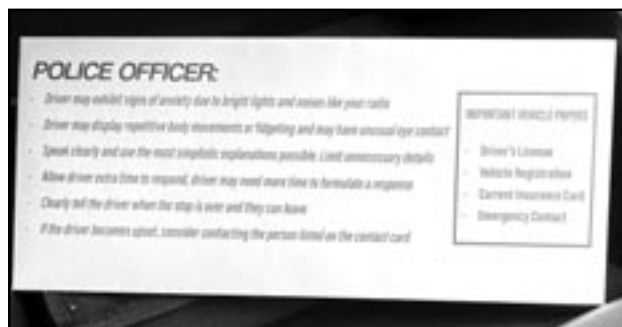 POLICE OFFICER:
- Driver may exhibit signs of anxiety due to bright lights and noises like your radio
- Driver may display repetitive body movements or fidgeting and may have unusual eye contact
- Speak clearly and use the most simplistic explanations possible. Limit unnecessary details
- Allow driver extra time to respond, driver may need more time to formulate a response
- Clearly tell the driver when the stop is over and they can leave
- If the driver becomes upset, consider contacting the person listed on the contact card
IMPORTANT VEHICLE PAPERS
- Driver's License
- Vehicle Registration
- Current Insurance Card
- Emergency Contact